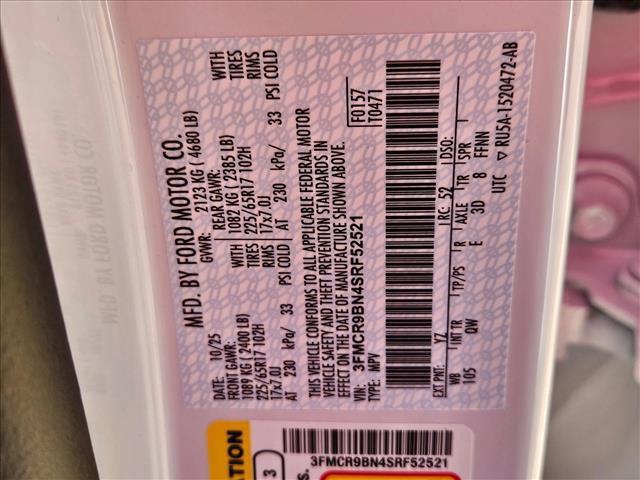 MFD. BY FORD MOTOR CO.
DATE: 10/25
GVWR: 2123 KG ( 4680 LB)
FRONT GAWR:
REAR GAWR:
1089 KG ( 2400 LB)
1082 KG ( 2385 LB)
WITH
225/65R17 102H
225/65R17 102H
TIRES
17x7.0J
RIMS
17x7.0J
RIMS
AT 230 kPa/ 33 PSI COLD
AT 230 kPa/ 33 PSI COLD
WITH
TIRES
THIS VEHICLE CONFORMS TO ALL APPLICABLE FEDERAL MOTOR
VEHICLE SAFETY AND THEFT PREVENTION STANDARDS IN
EFFECT ON THE DATE OF MANUFACTURE SHOWN ABOVE.
VIN: 3FMCR9BN4SRF52521
TYPE: MPV
F0157
T0471
EXT PNT: YZ RC: 52 DSO:
WB INT TR TP/PS R AXLE TR SPR
105 QW E 3D 8 FFNN
UTC ▽ RU5A-1520472-AB
3FMCR9BN4SRF52521
ATION
3
s.